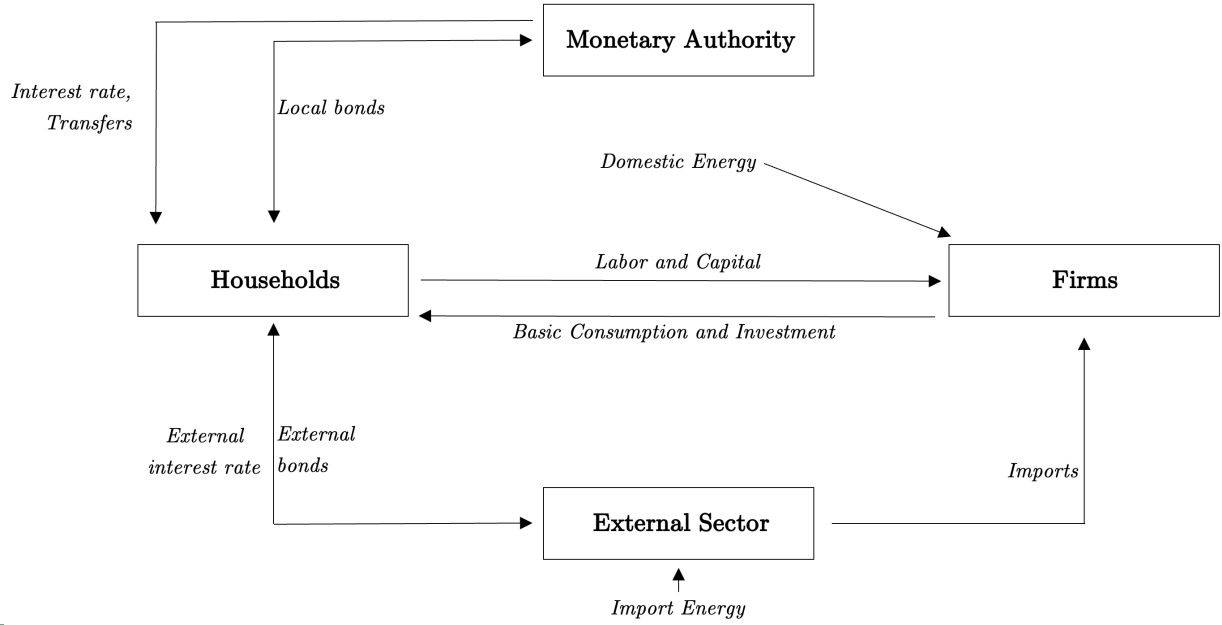 Monetary Authority
Interest rate,
Transfers
Local bonds
Domestic Energy
Households
Labor and Capital
Firms
Basic Consumption and Investment
External
interest rate
External
bonds
Imports
External Sector
Import Energy